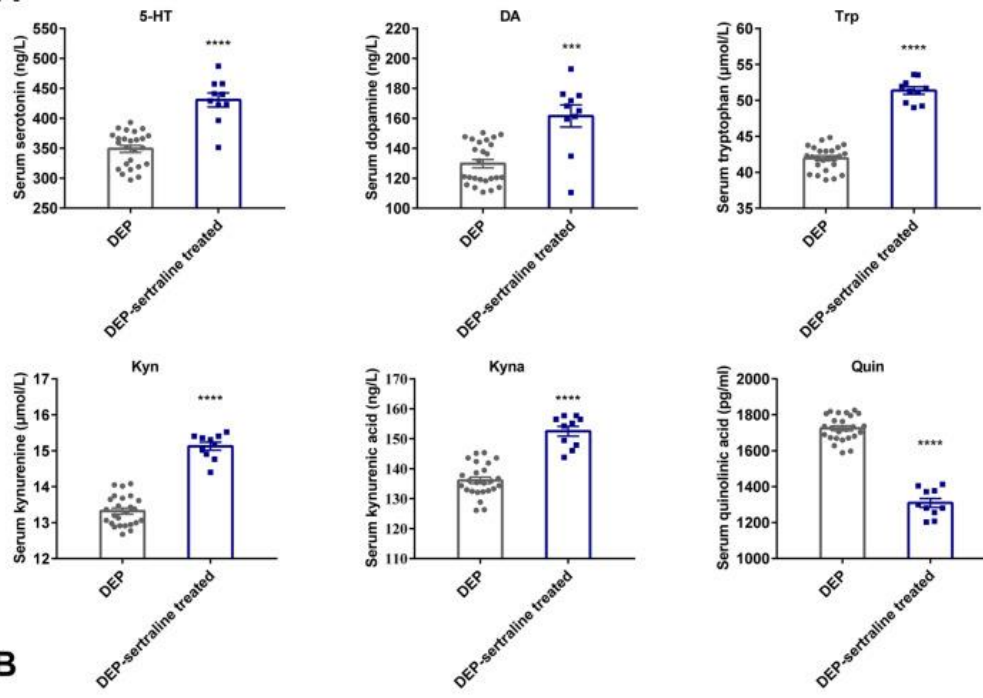 5-HT
Serum serotonin (ng/L)
550
500
450
400
350
300
250
****
DEP
DEP-sertraline treated
DA
Serum dopamine (ng/L)
220
200
180
160
140
120
100
***
DEP
DEP-sertraline treated
Trp
Serum tryptophan (μmol/L)
60
55
50
45
40
35
****
DEP
DEP-sertraline treated
Kyn
Serum kynurenine (μmol/L)
17
16
15
14
13
12
****
DEP
DEP-sertraline treated
Kyna
Serum kynurenic acid (ng/L)
170
160
150
140
130
120
110
****
DEP
DEP-sertraline treated
Quin
Serum quinolinic acid (pg/ml)
2000
1800
1600
1400
1200
1000
****
DEP
DEP-sertraline treated
B